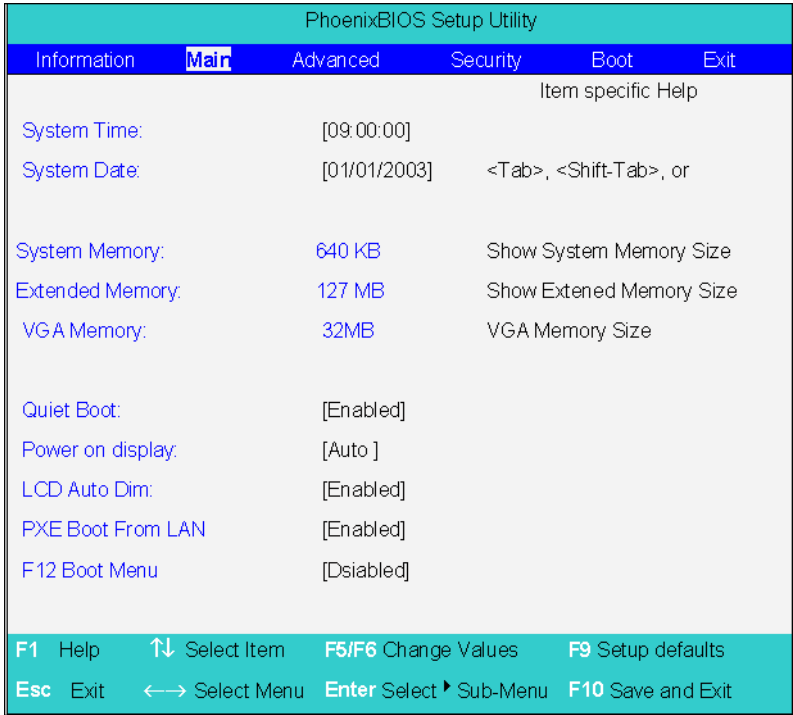 PhoenixBIOS Setup Utility
Information Main Advanced Security Boot Exit
Item specific Help
System Time: [09:00:00]
System Date: [01/01/2003] <Tab>, <Shift-Tab>, or
System Memory: 640 KB Show System Memory Size
Extended Memory: 127 MB Show Extened Memory Size
VGA Memory: 32MB VGA Memory Size
Quiet Boot: [Enabled]
Power on display: [Auto ]
LCD Auto Dim: [Enabled]
PXE Boot From LAN [Enabled]
F12 Boot Menu [Dsiabled]
F1 Help ↑↓ Select Item F5/F6 Change Values F9 Setup defaults
Esc Exit ←→ Select Menu Enter Select ▶ Sub-Menu F10 Save and Exit